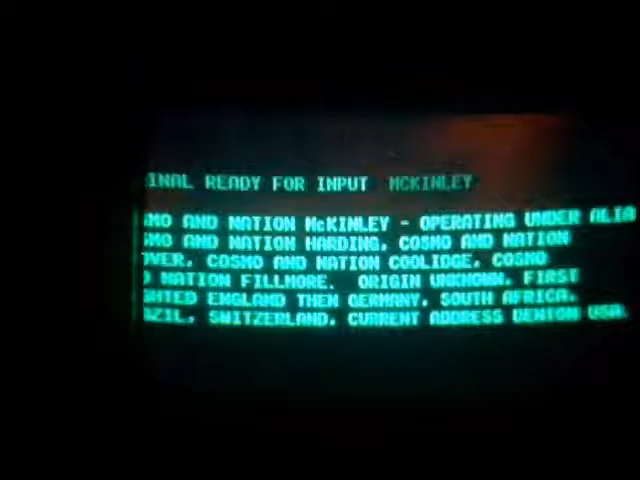 INAL READY FOR INPUT MCKINLEY
MO AND NATION McKINLEY - OPERATING UNDER ALIA
MO AND NATION HARDING, COSMO AND NATION
VER, COSMO AND NATION COOLIDGE, COSMO
NATION FILLMORE. ORIGIN UNKNOWN, FIRST
GHTED ENGLAND THEN GERMANY, SOUTH AFRICA,
AZIL, SWITZERLAND, CURRENT ADDRESS DENTON USA